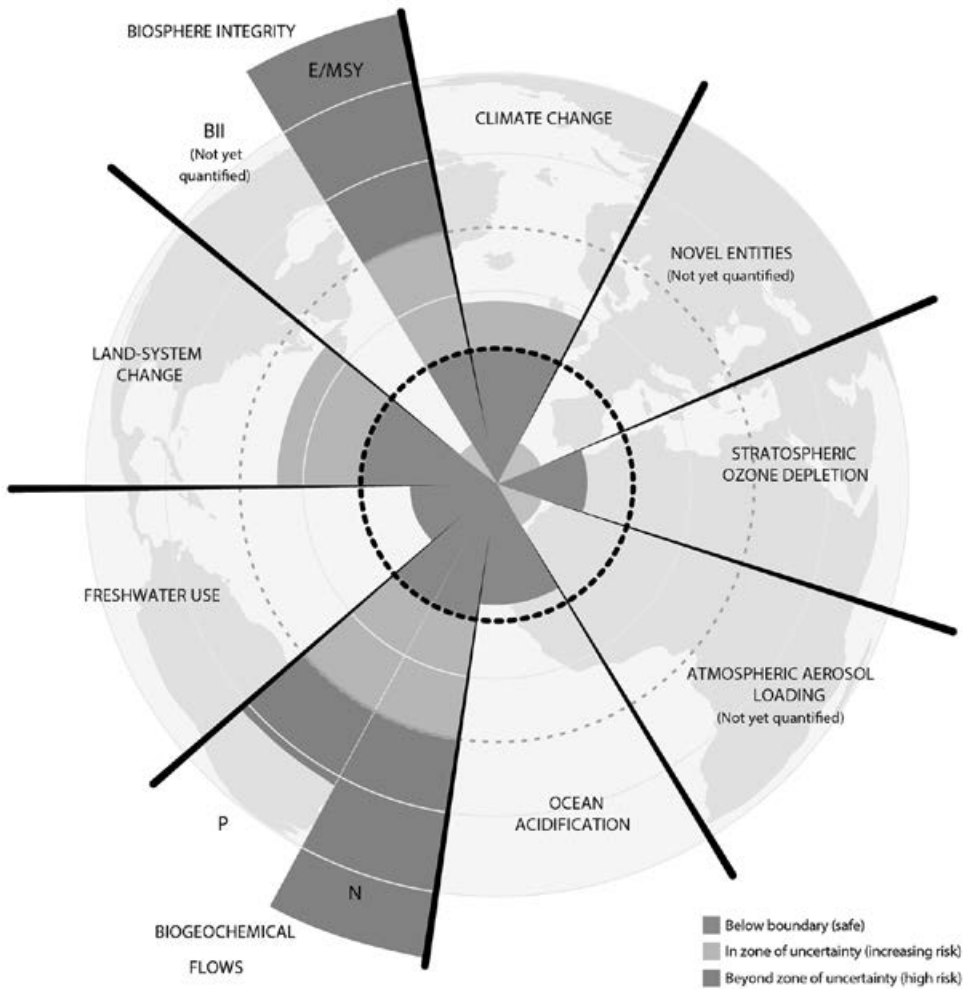 BIOSPHERE INTEGRITY
E/MSY
BII
(Not yet
quantified)
CLIMATE CHANGE
NOVEL ENTITIES
(Not yet quantified)
LAND-SYSTEM
CHANGE
STRATOSPHERIC
OZONE DEPLETION
FRESHWATER USE
ATMOSPHERIC AEROSOL
LOADING
(Not yet quantified)
P
OCEAN
ACIDIFICATION
N
BIOGEOCHEMICAL
FLOWS
Below boundary (safe)
In zone of uncertainty (increasing risk)
Beyond zone of uncertainty (high risk)